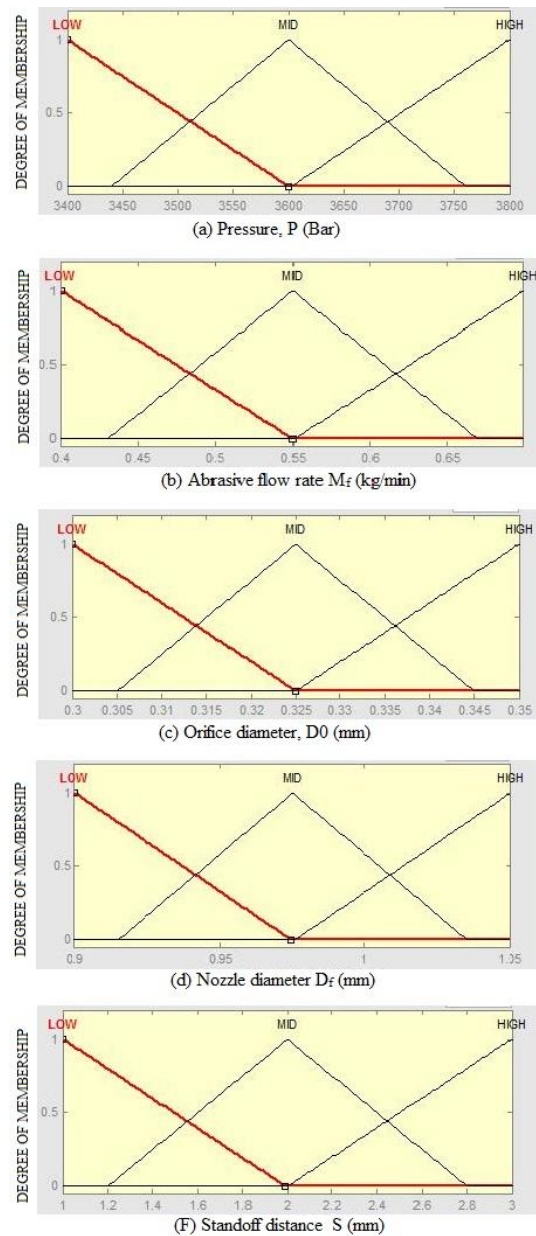 LOW MID HIGH
DEGREE OF MEMBERSHIP
1
0.5
0
3400 3450 3500 3550 3600 3650 3700 3750 3800
(a) Pressure, P (Bar)
LOW MID HIGH
DEGREE OF MEMBERSHIP
1
0.5
0
0.4 0.45 0.5 0.55 0.6 0.65
(b) Abrasive flow rate Mf (kg/min)
LOW MID HIGH
DEGREE OF MEMBERSHIP
1
0.5
0
0.3 0.305 0.31 0.315 0.32 0.325 0.33 0.335 0.34 0.345 0.35
(c) Orifice diameter, D0 (mm)
LOW MID HIGH
DEGREE OF MEMBERSHIP
1
0.5
0
0.9 0.95 1 1.05
(d) Nozzle diameter Df (mm)
LOW MID HIGH
DEGREE OF MEMBERSHIP
1
0.5
0
1 1.2 1.4 1.6 1.8 2 2.2 2.4 2.6 2.8 3
(F) Standoff distance S (mm)